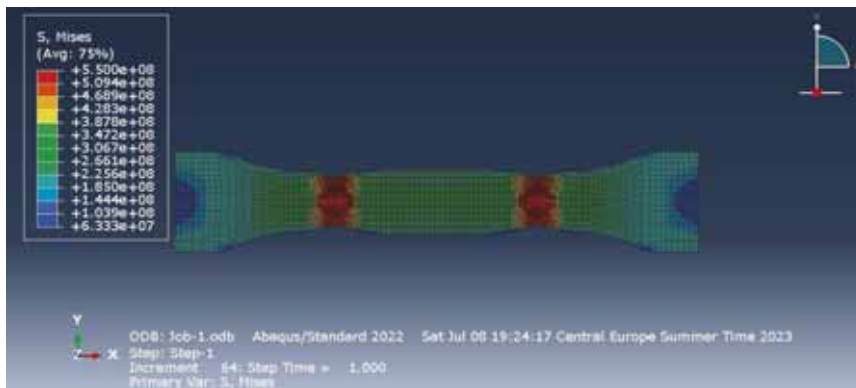 S, Mises
(Avg: 75%)
+5.500e+08
+5.094e+08
+4.689e+08
+4.283e+08
+3.878e+08
+3.472e+08
+3.067e+08
+2.661e+08
+2.256e+08
+1.850e+08
+1.444e+08
+1.039e+08
+6.333e+07
Y
Z X
ODB: Job-1.odb Abaqus/Standard 2022 Sat Jul 08 19:24:17 Central Europe Summer Time 2023
Step: Step-1
Increment 64: Step Time = 1.000
Primary Var: S, Mises